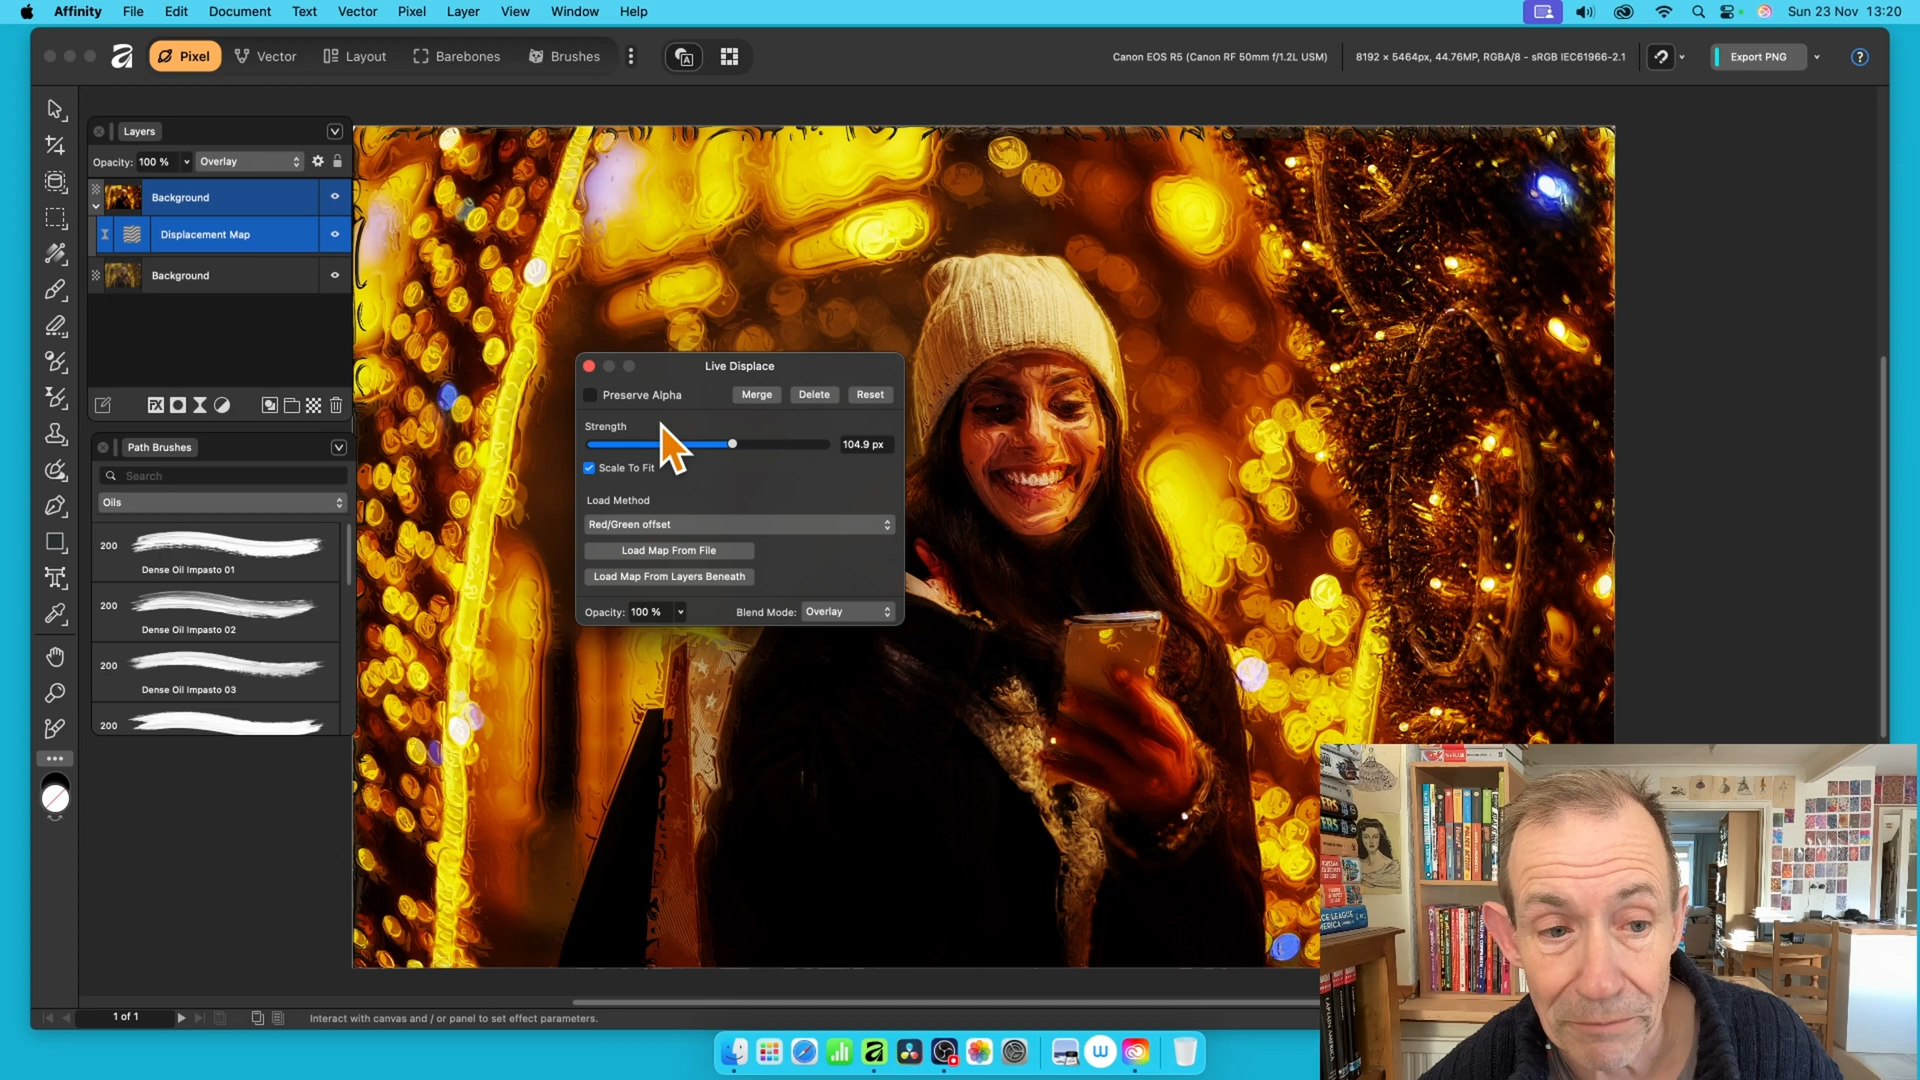 Affinity File Edit Document Text Vector Pixel Layer View Window Help Sun 23 Nov 13:20
Pixel Vector Layout Barebones Brushes Canon EOS R5 (Canon RF 50mm f/1.2L USM) 8192 × 5464px, 44.76MP, RGBA/8 - sRGB IEC61966-2.1 Export PNG ?
Layers
Opacity: 100 % Overlay
Background
Displacement Map
Background
Path Brushes
Search
Oils
200
Dense Oil Impasto 01
200
Dense Oil Impasto 02
200
Dense Oil Impasto 03
200
Live Displace
Preserve Alpha Merge Delete Reset
Strength
104.9 px
Scale To Fit
Load Method
Red/Green offset
Load Map From File
Load Map From Layers Beneath
Opacity: 100 % Blend Mode: Overlay
1 of 1 Interact with canvas and / or panel to set effect parameters.